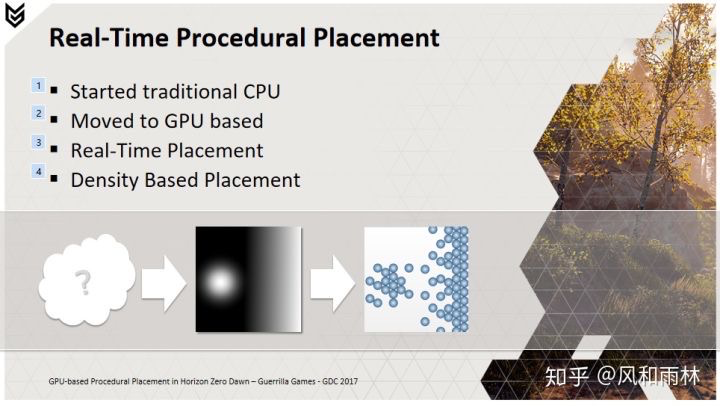 Real-Time Procedural Placement
1 ▪ Started traditional CPU
2 ▪ Moved to GPU based
3 ▪ Real-Time Placement
4 ▪ Density Based Placement
?
GPU-based Procedural Placement in Horizon Zero Dawn – Guerrilla Games - GDC 2017
知乎 @风和雨林